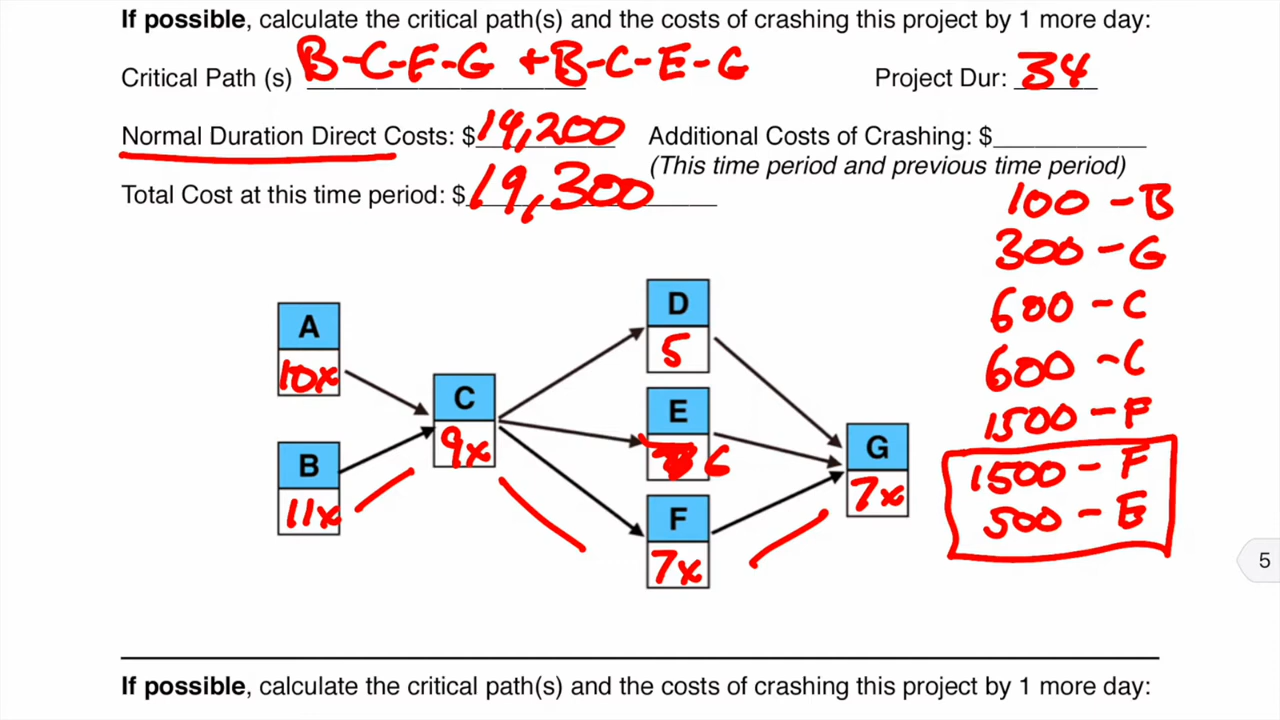 If possible, calculate the critical path(s) and the costs of crashing this project by 1 more day:
Critical Path (s) B-C-F-G + B-C-E-G Project Dur: 34
Normal Duration Direct Costs: $14,200 Additional Costs of Crashing: $
(This time period and previous time period)
Total Cost at this time period: $19,300
100 - B
300 - G
600 - C
600 - C
1500 - F
1500 - F
500 - E
A
10x
B
11x
C
9x
D
5
E
6
F
7x
G
7x
5
If possible, calculate the critical path(s) and the costs of crashing this project by 1 more day: